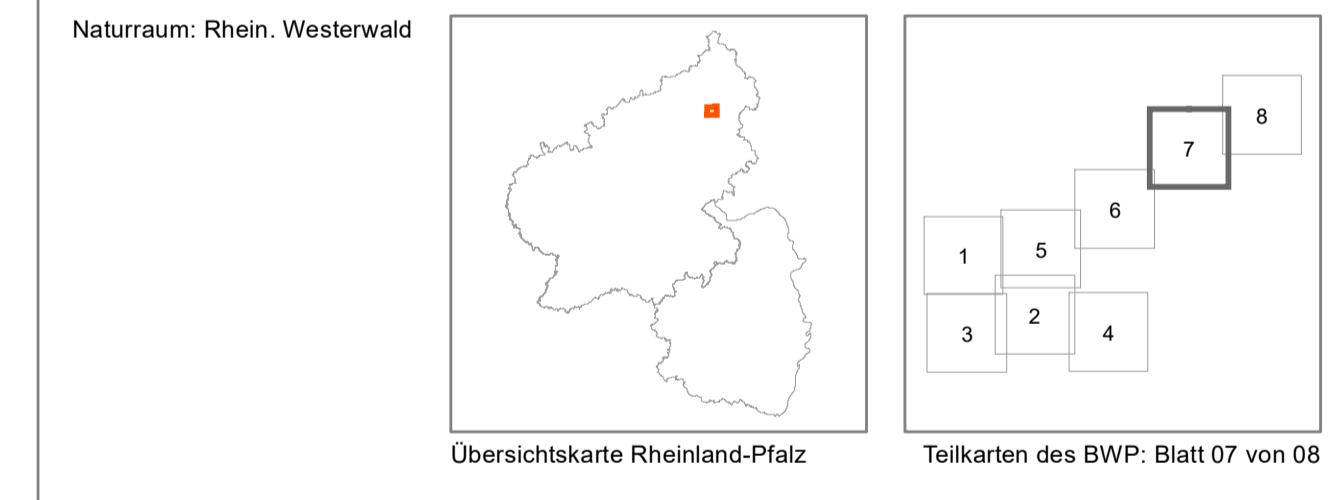 Naturraum: Rhein. Westerwald
8
7
6
1
5
2
3
4
Übersichtskarte Rheinland-Pfalz
Teilkarten des BWP: Blatt 07 von 08